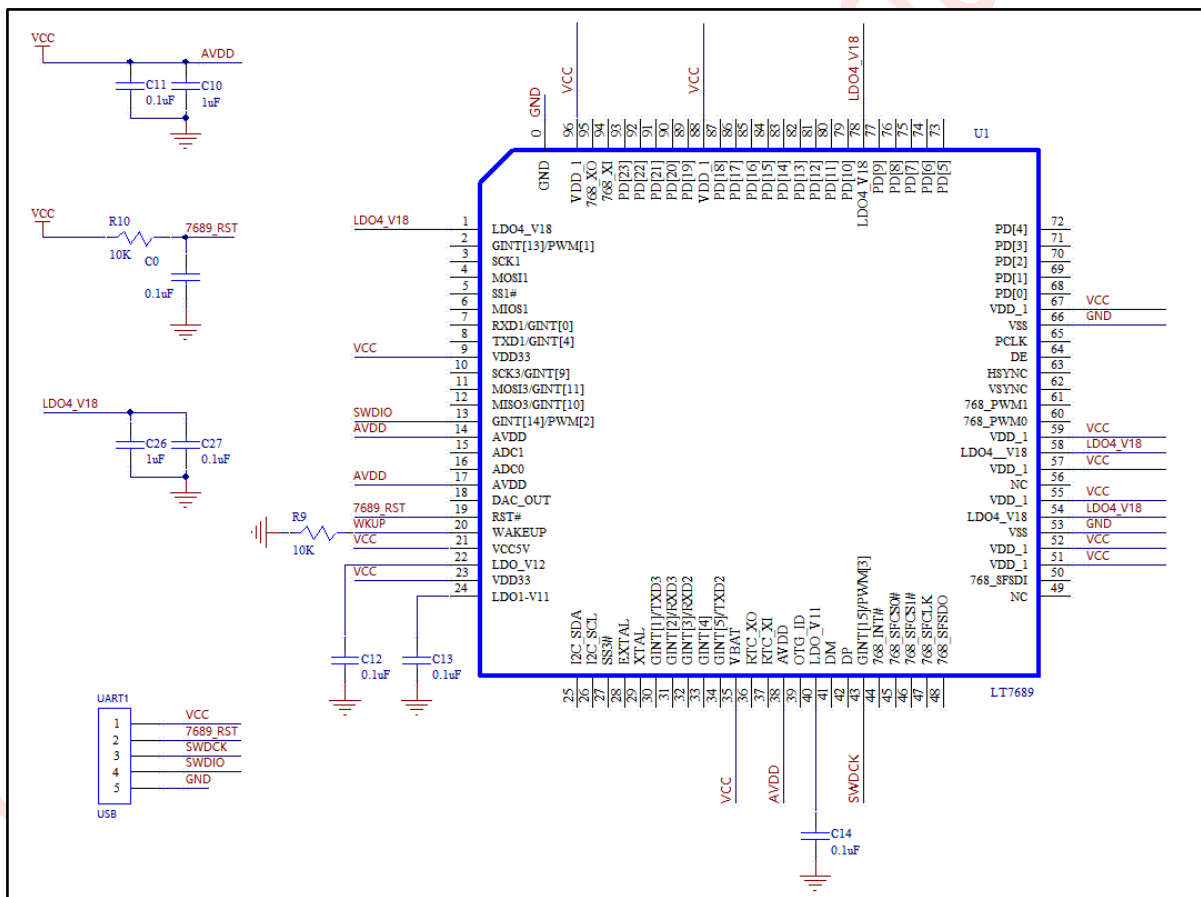 VCC
AVDD
C11
0.1uF
C10
1uF
VCC
R10
10K
7689_RST
C0
0.1uF
LDO4_V18
C26
1uF
C27
0.1uF
UART1
1 VCC
2 7689_RST
3 SWDCK
4 SWDIO
5 GND
USB
GND
VCC
VCC
LDO4_V18
0 GND
96 VDD_1
95 768_XO
94 768_XI
93 PD[23]
92 PD[22]
91 PD[21]
90 PD[20]
89 PD[19]
88 VDD_1
87 PD[18]
86 PD[17]
85 PD[16]
84 PD[15]
83 PD[14]
82 PD[13]
81 PD[12]
80 PD[11]
79 PD[10]
78 LDO4_V18
77 PD[9]
76 PD[8]
75 PD[7]
74 PD[6]
73 PD[5]
U1
LDO4_V18 1 LDO4_V18
2 GINT[13]/PWM[1]
3 SCK1
4 MOSI1
5 SS1#
6 MIOS1
7 RXD1/GINT[0]
8 TXD1/GINT[4]
VCC 9 VDD33
10 SCK3/GINT[9]
11 MOSI3/GINT[11]
12 MISO3/GINT[10]
SWDIO 13 GINT[14]/PWM[2]
AVDD 14 AVDD
15 ADC1
16 ADC0
AVDD 17 AVDD
18 DAC_OUT
7689_RST 19 RST#
R9
10K
WKUP 20 WAKEUP
VCC 21 VCC5V
22 LDO_V12
VCC 23 VDD33
24 LDO1-V11
C12
0.1uF
C13
0.1uF
PD[4] 72
PD[3] 71
PD[2] 70
PD[1] 69
PD[0] 68
VDD_1 67 VCC
VSS 66 GND
PCLK 65
DE 64
HSYNC 63
VSYNC 62
768_PWM1 61
768_PWM0 60
VDD_1 59 VCC
LDO4__V18 58 LDO4_V18
VDD_1 57 VCC
NC 56
VDD_1 55 VCC
LDO4_V18 54 LDO4_V18
VSS 53 GND
VDD_1 52 VCC
VDD_1 51 VCC
768_SFSDI 50
NC 49
I2C_SDA 25
I2C_SCL 26
SS3# 27
EXTAL 28
XTAL 29
GINT[1]/TXD3 30
GINT[2]/RXD3 31
GINT[3]/RXD2 32
GINT[4] 33
GINT[5]/TXD2 34
VBAT 35
RTC_XO 36
RTC_XI 37
AVDD 38
OTG_ID 39
LDO_V11 40
DM 41
DP 42
GINT[15]/PWM[3] 43
768_INT# 44
768_SFCS0# 45
768_SFCS1# 46
768_SFCLK 47
768_SFSDO 48
LT7689
VCC
AVDD
SWDCK
C14
0.1uF